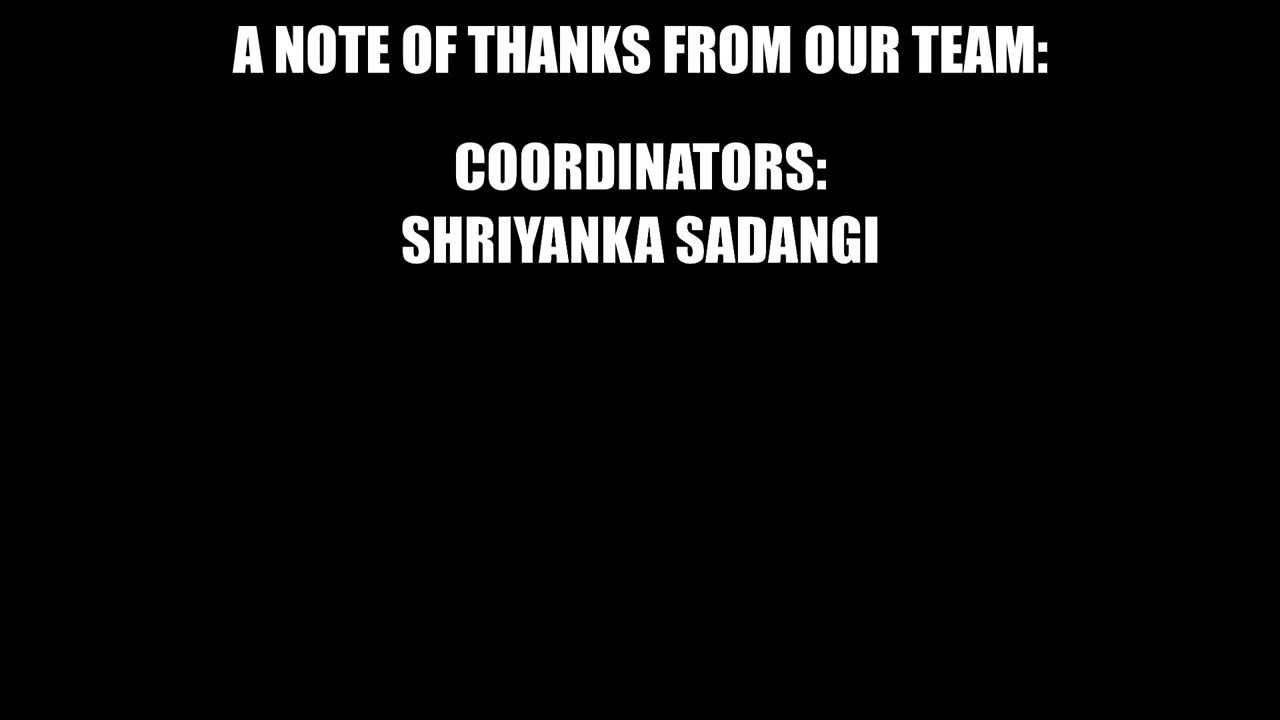 A NOTE OF THANKS FROM OUR TEAM:
COORDINATORS:
SHRIYANKA SADANGI